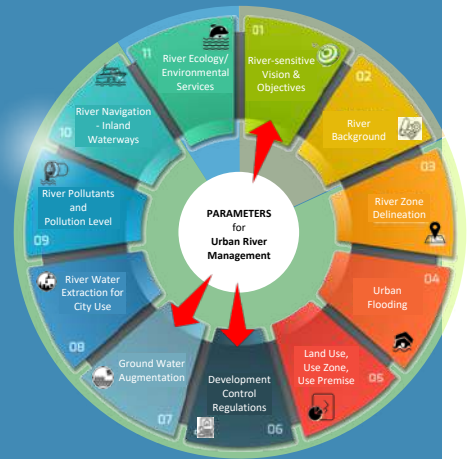 PARAMETERS
for
Urban River
Management
01
River-sensitive
Vision &
Objectives
02
River
Background
03
River Zone
Delineation
04
Urban
Flooding
Land Use,
Use Zone,
Use Premise
05
Development
Control
Regulations
06
Ground Water
Augmentation
07
River Water
Extraction for
City Use
08
River Pollutants
and
Pollution Level
09
River Navigation
- Inland
Waterways
10
11
River Ecology/
Environmental
Services